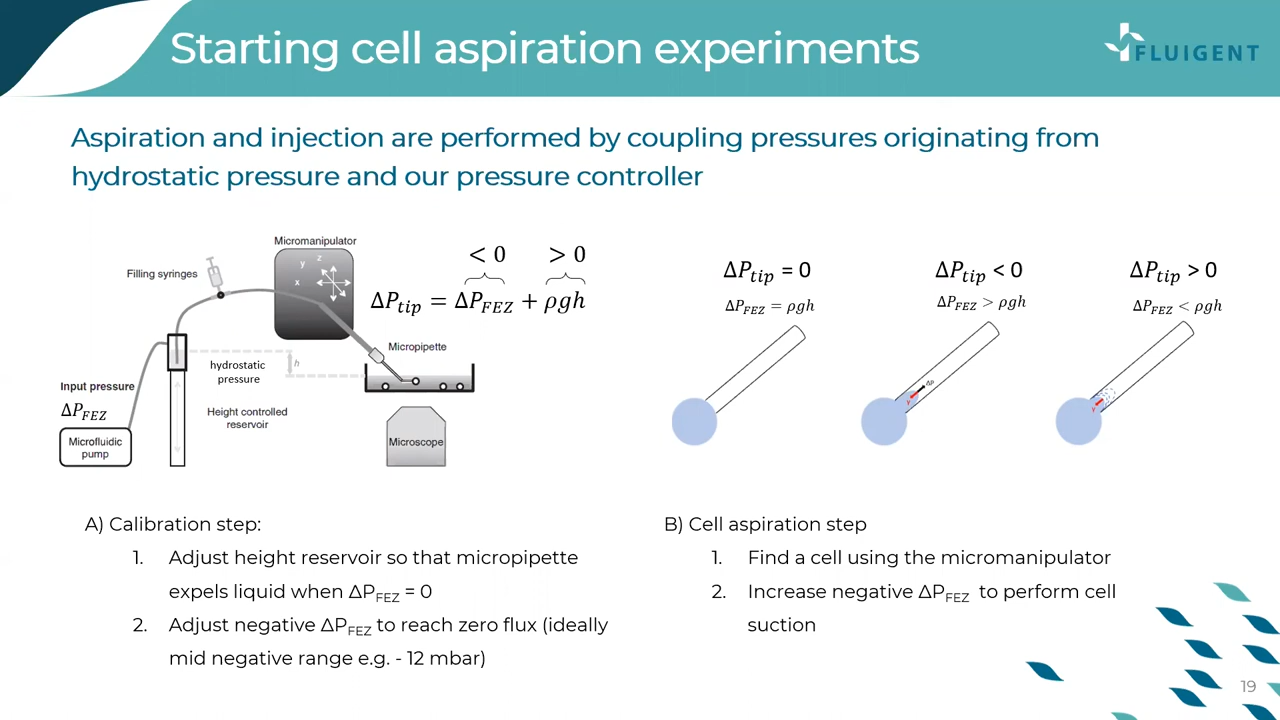 Starting cell aspiration experiments
FLUIGENT
Aspiration and injection are performed by coupling pressures originating from
hydrostatic pressure and our pressure controller
Micromanipulator
z
y
x
Filling syringes
< 0 > 0
ΔP_tip = ΔP_FEZ + ρgh
Micropipette
h
hydrostatic
pressure
Input pressure
ΔP_FEZ
Height controlled
reservoir
Microfluidic
pump
Microscope
ΔP_tip = 0
ΔP_FEZ = ρgh
ΔP_tip < 0
ΔP_FEZ > ρgh
ΔP
γ
ΔP_tip > 0
ΔP_FEZ < ρgh
γ
A) Calibration step:
1. Adjust height reservoir so that micropipette
expels liquid when ΔP_FEZ = 0
2. Adjust negative ΔP_FEZ to reach zero flux (ideally
mid negative range e.g. - 12 mbar)
B) Cell aspiration step
1. Find a cell using the micromanipulator
2. Increase negative ΔP_FEZ to perform cell
suction
19